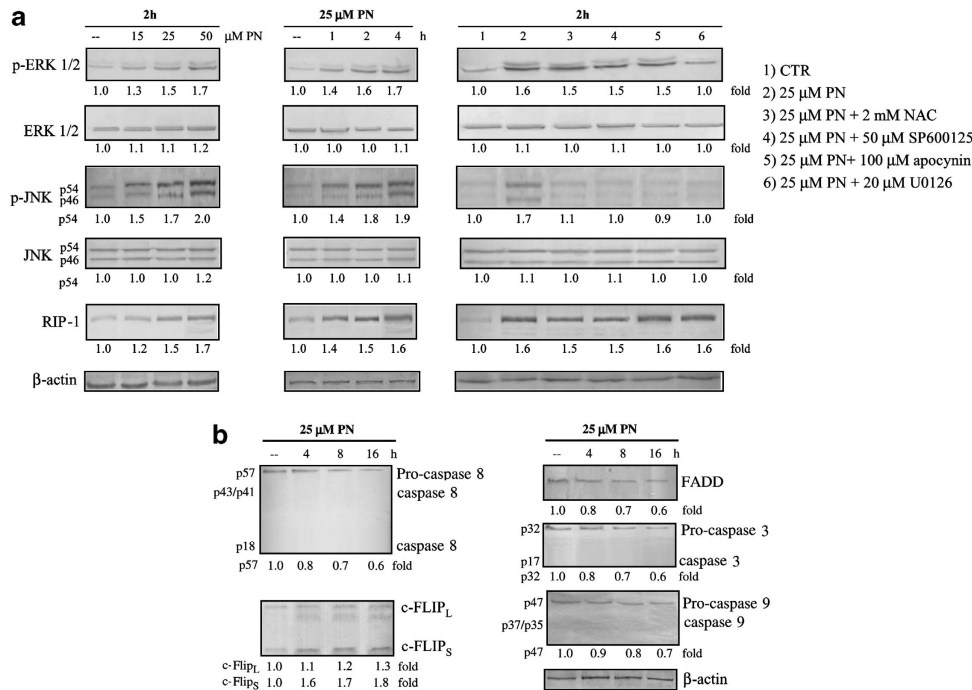 a
2h
25 µM PN
2h
-- 15 25 50 µM PN
-- 1 2 4 h
1 2 3 4 5 6
p-ERK 1/2
1.0 1.3 1.5 1.7
1.0 1.4 1.6 1.7
1.0 1.6 1.5 1.5 1.5 1.0 fold
ERK 1/2
1.0 1.1 1.1 1.2
1.0 1.0 1.0 1.1
1.0 1.1 1.0 1.1 1.0 1.0 fold
p-JNK p54
p46
p54 1.0 1.5 1.7 2.0
1.0 1.4 1.8 1.9
1.0 1.7 1.1 1.0 0.9 1.0 fold
JNK p54
p46
p54 1.0 1.0 1.0 1.2
1.0 1.0 1.0 1.1
1.0 1.1 1.0 1.1 1.0 1.0 fold
RIP-1
1.0 1.2 1.5 1.7
1.0 1.4 1.5 1.6
1.0 1.6 1.5 1.5 1.6 1.6 fold
β-actin
1) CTR
2) 25 µM PN
3) 25 µM PN + 2 mM NAC
4) 25 µM PN + 50 µM SP600125
5) 25 µM PN+ 100 µM apocynin
6) 25 µM PN + 20 µM U0126
b
25 µM PN
-- 4 8 16 h
p57 Pro-caspase 8
p43/p41 caspase 8
p18 caspase 8
p57 1.0 0.8 0.7 0.6 fold
c-FLIPL
c-FLIPS
c-FlipL 1.0 1.1 1.2 1.3 fold
c-FlipS 1.0 1.6 1.7 1.8 fold
25 µM PN
-- 4 8 16 h
FADD
1.0 0.8 0.7 0.6 fold
p32 Pro-caspase 3
p17 caspase 3
p32 1.0 0.8 0.7 0.6 fold
p47 Pro-caspase 9
p37/p35 caspase 9
p47 1.0 0.9 0.8 0.7 fold
β-actin